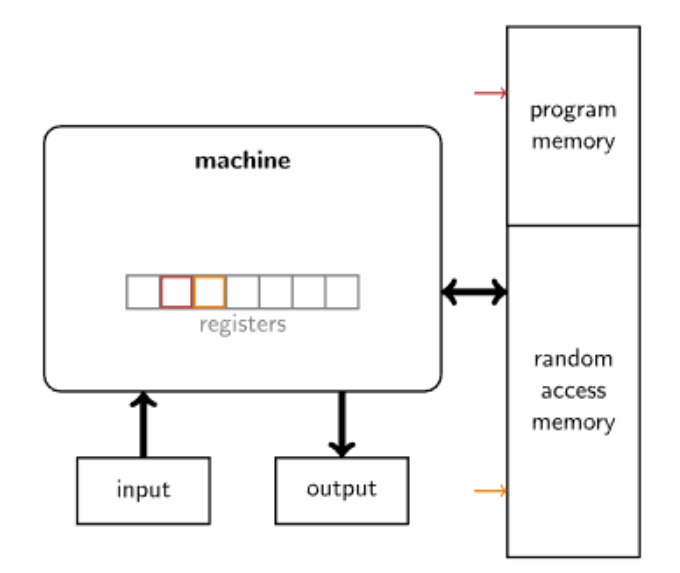 machine
registers
input
output
program
memory
random
access
memory